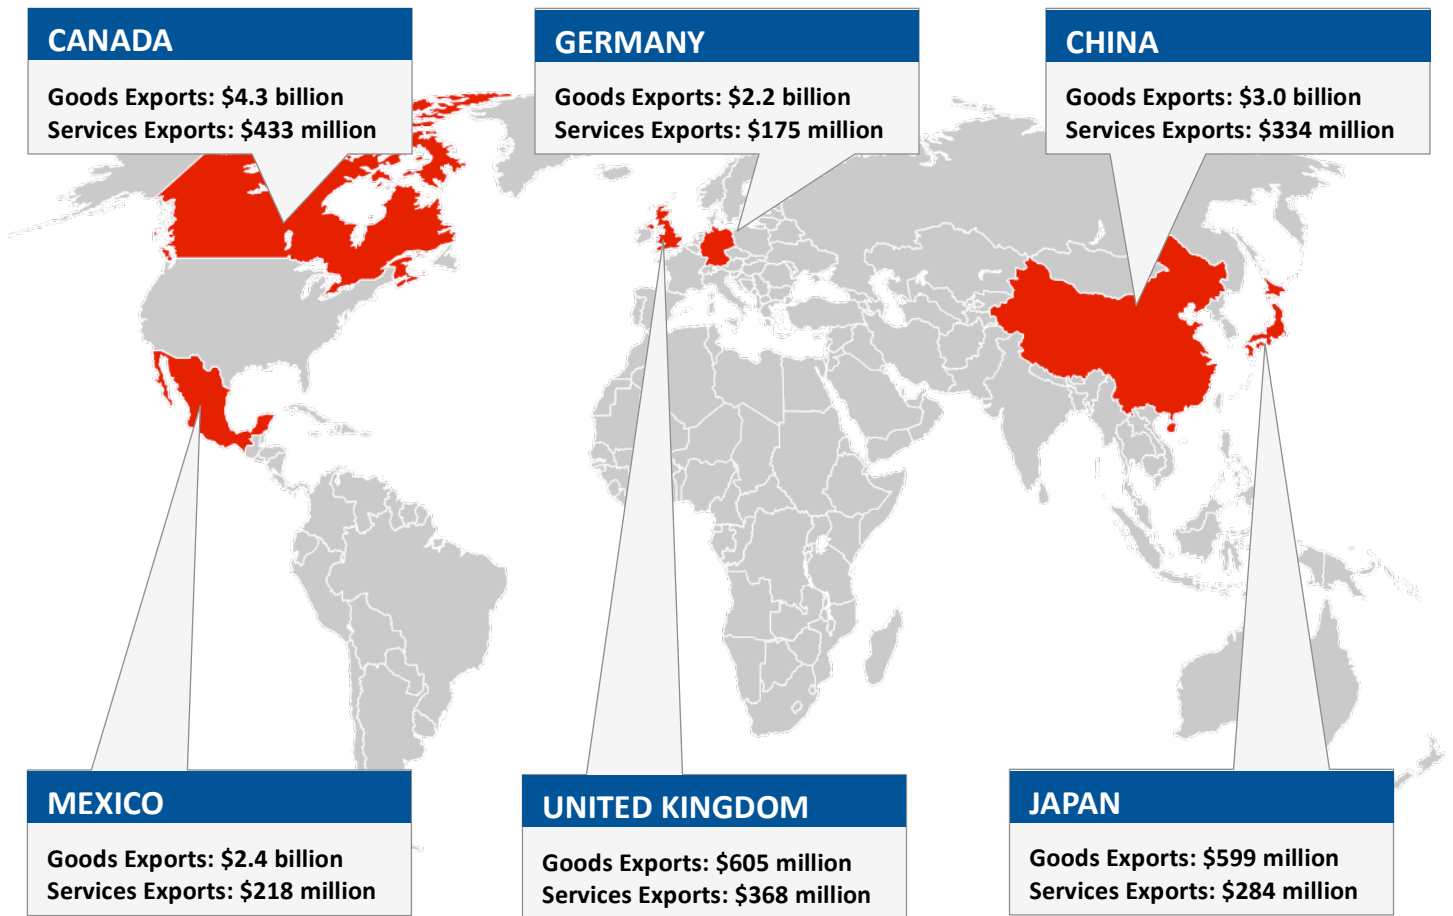 CANADA
Goods Exports: $4.3 billion
Services Exports: $433 million
GERMANY
Goods Exports: $2.2 billion
Services Exports: $175 million
CHINA
Goods Exports: $3.0 billion
Services Exports: $334 million
MEXICO
Goods Exports: $2.4 billion
Services Exports: $218 million
UNITED KINGDOM
Goods Exports: $605 million
Services Exports: $368 million
JAPAN
Goods Exports: $599 million
Services Exports: $284 million